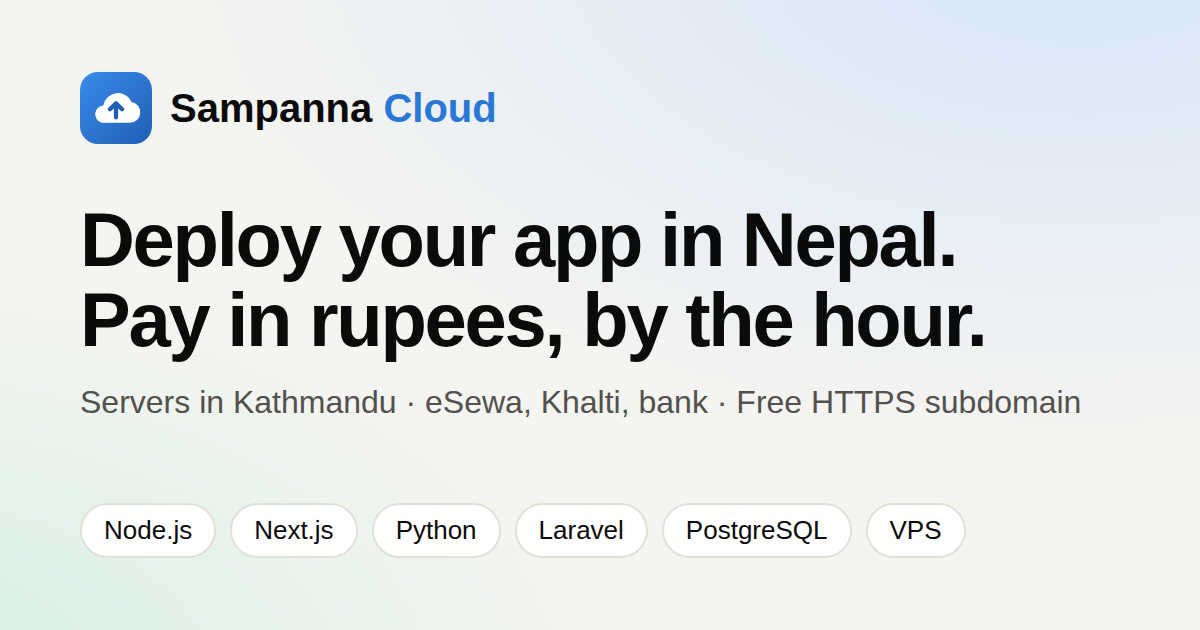 Sampanna Cloud
Deploy your app in Nepal.
Pay in rupees, by the hour.
Servers in Kathmandu · eSewa, Khalti, bank · Free HTTPS subdomain
Node.js Next.js Python Laravel PostgreSQL VPS